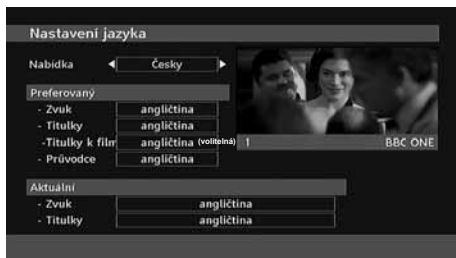 Nastavení jazyka
Nabídka Česky
Preferovaný
- Zvuk angličtina
- Titulky angličtina
-Titulky k film angličtina (volitelná)
- Průvodce angličtina
1 BBC ONE
Aktuální
- Zvuk angličtina
- Titulky angličtina